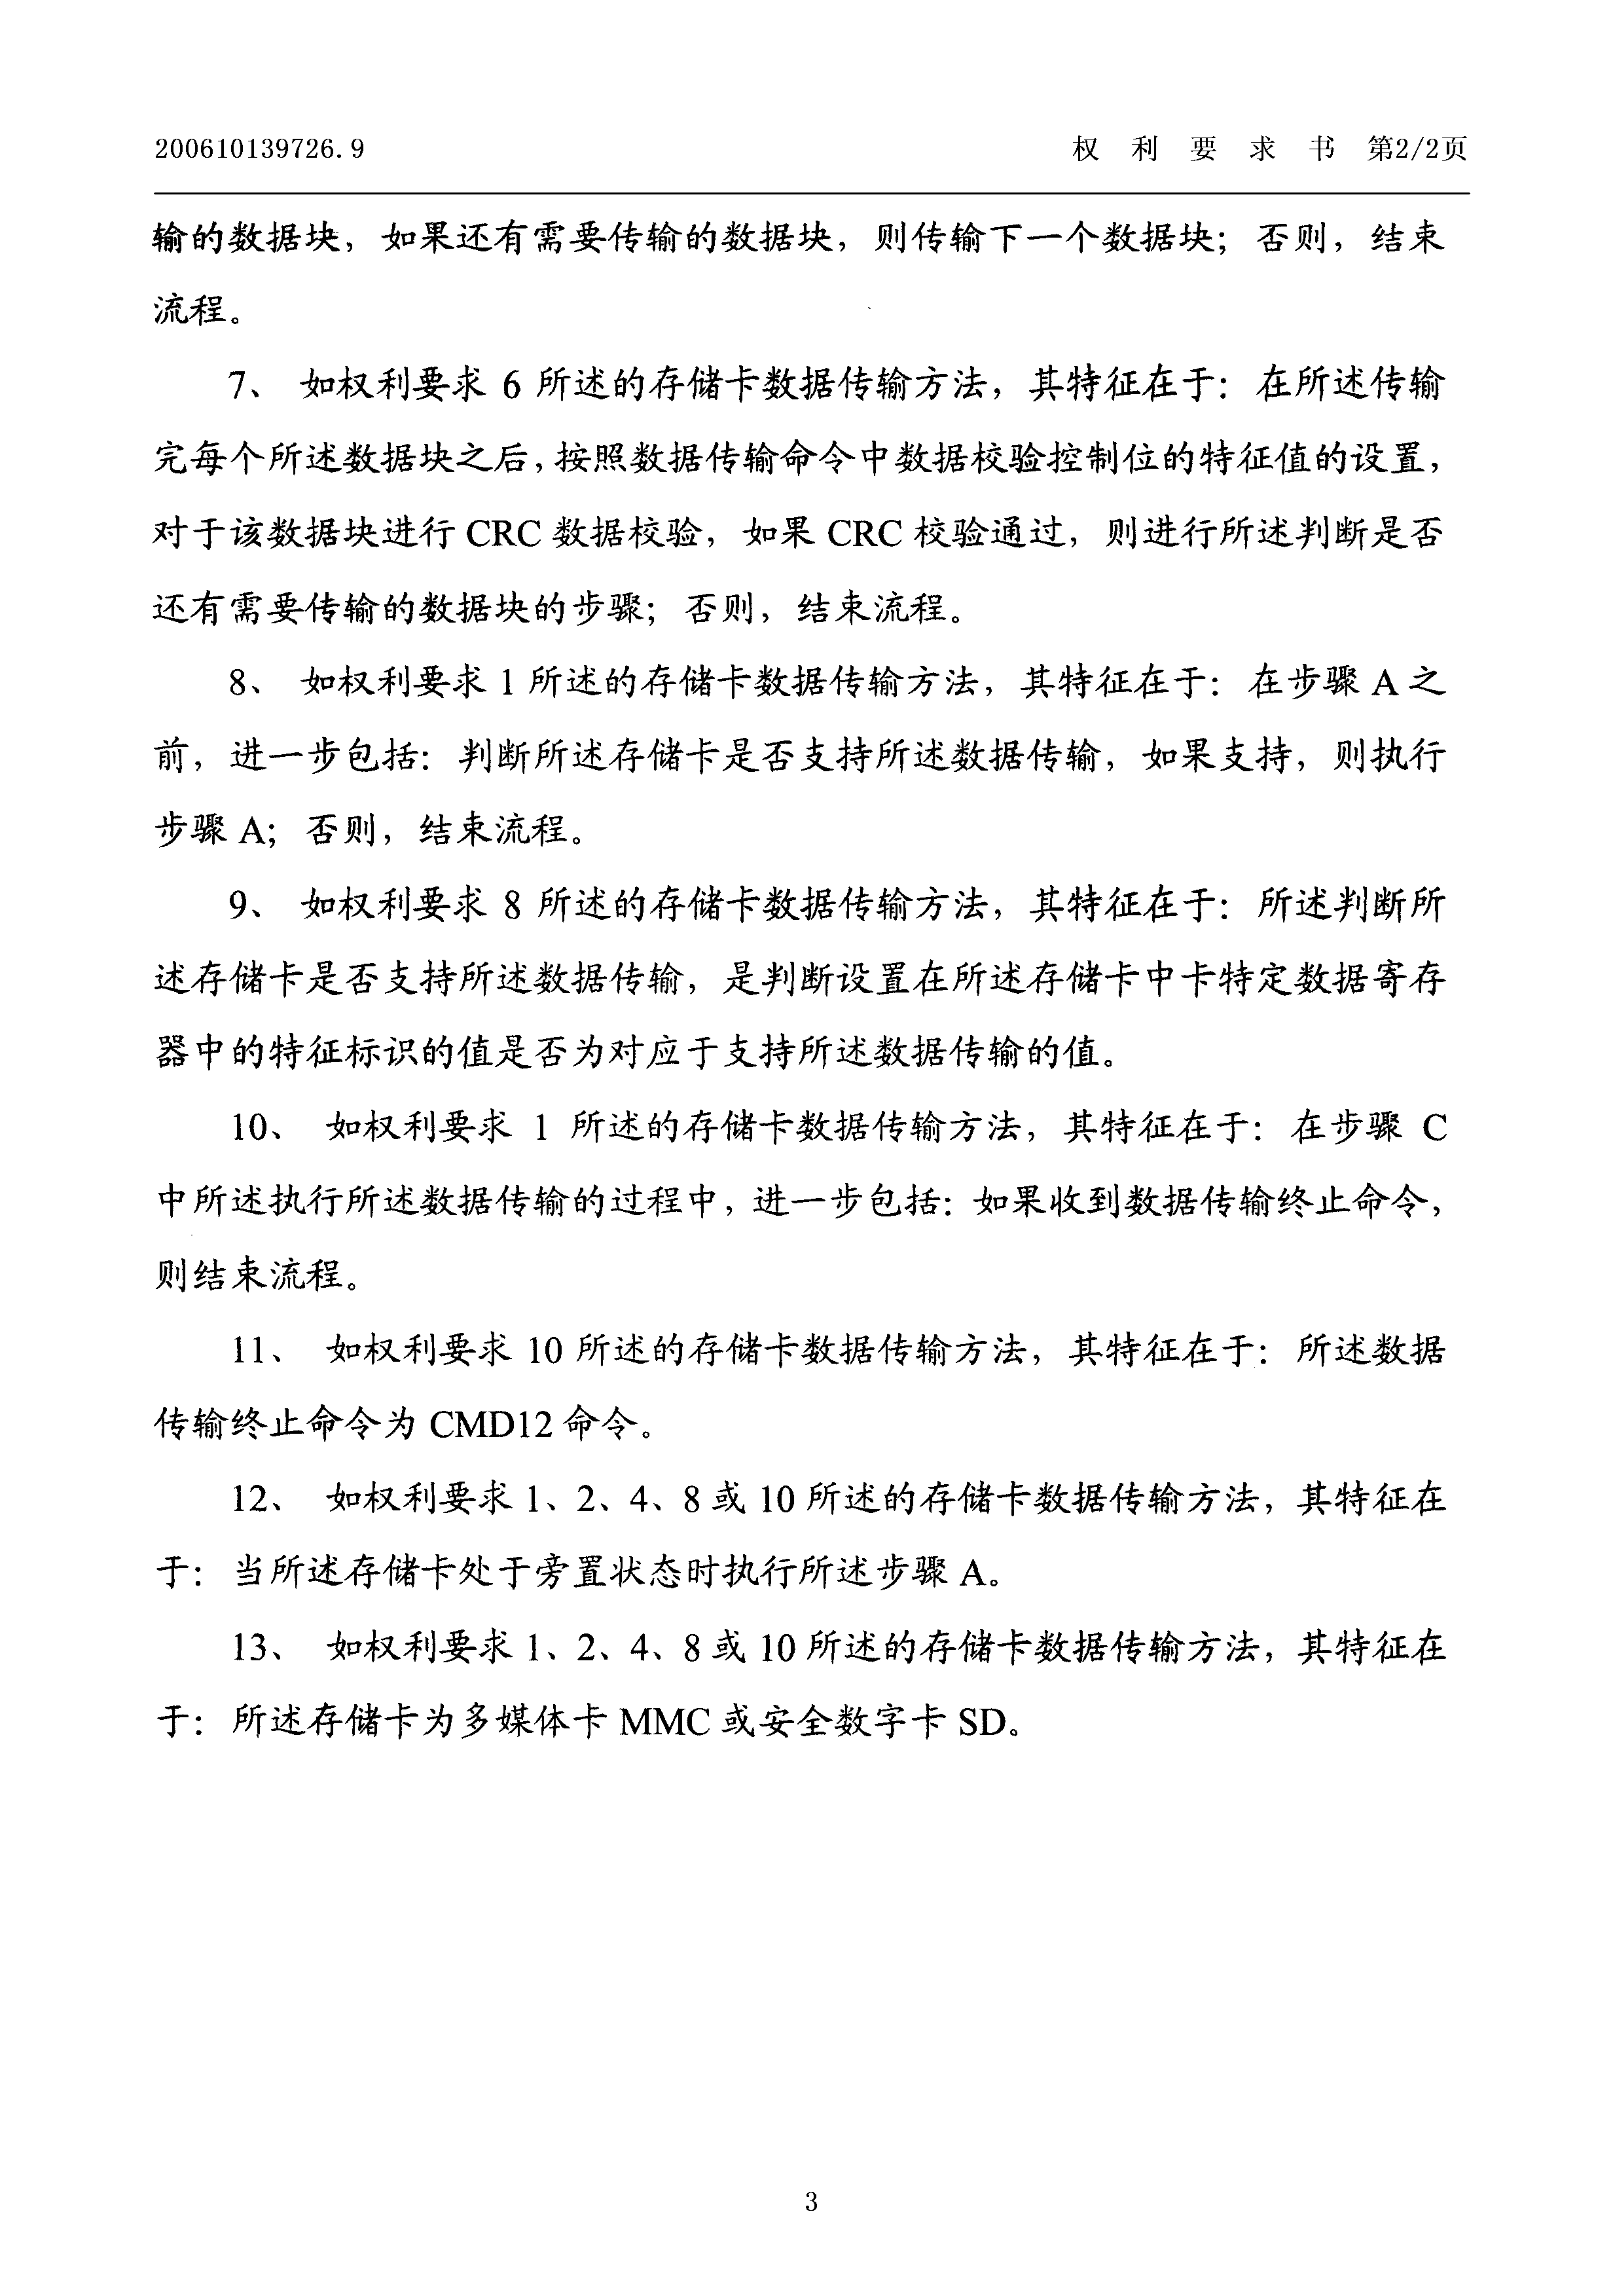 200610139726.9 权 利 要 求 书 第2/2页
输的数据块，如果还有需要传输的数据块，则传输下一个数据块；否则，结束
流程。
7、 如权利要求 6 所述的存储卡数据传输方法，其特征在于：在所述传输
完每个所述数据块之后，按照数据传输命令中数据校验控制位的特征值的设置，
对于该数据块进行 CRC 数据校验，如果 CRC 校验通过，则进行所述判断是否
还有需要传输的数据块的步骤；否则，结束流程。
8、 如权利要求 1 所述的存储卡数据传输方法，其特征在于：在步骤 A 之
前，进一步包括：判断所述存储卡是否支持所述数据传输，如果支持，则执行
步骤 A；否则，结束流程。
9、 如权利要求 8 所述的存储卡数据传输方法，其特征在于：所述判断所
述存储卡是否支持所述数据传输，是判断设置在所述存储卡中卡特定数据寄存
器中的特征标识的值是否为对应于支持所述数据传输的值。
10、 如权利要求 1 所述的存储卡数据传输方法，其特征在于：在步骤 C
中所述执行所述数据传输的过程中，进一步包括：如果收到数据传输终止命令，
则结束流程。
11、 如权利要求 10 所述的存储卡数据传输方法，其特征在于：所述数据
传输终止命令为 CMD12 命令。
12、 如权利要求 1、2、4、8 或 10 所述的存储卡数据传输方法，其特征在
于：当所述存储卡处于旁置状态时执行所述步骤 A。
13、 如权利要求 1、2、4、8 或 10 所述的存储卡数据传输方法，其特征在
于：所述存储卡为多媒体卡 MMC 或安全数字卡 SD。
3